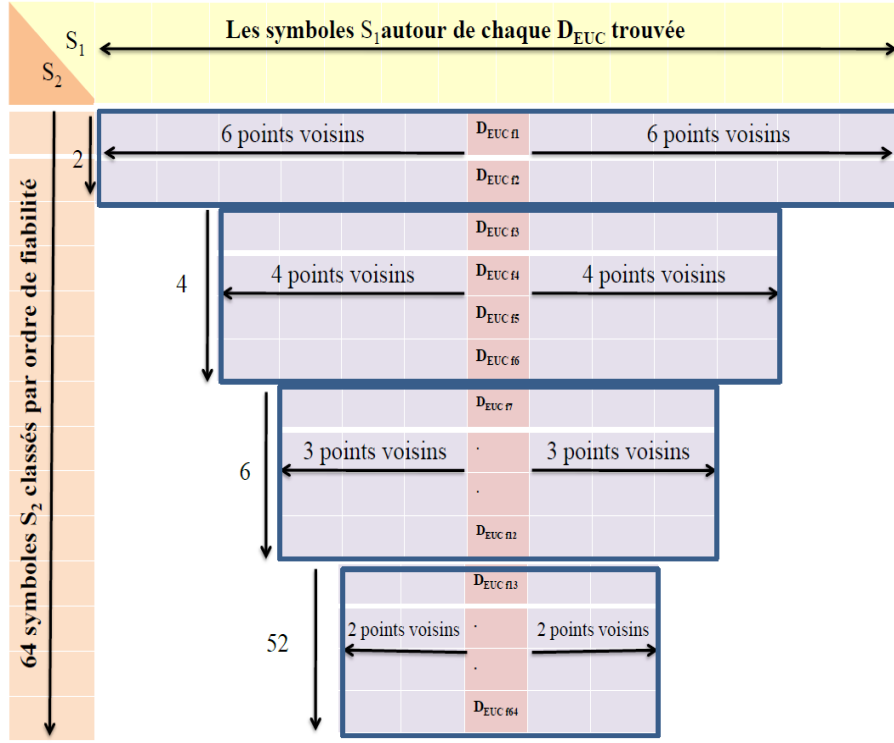 S1
S2
Les symboles S1autour de chaque DEUC trouvée
64 symboles S2 classés par ordre de fiabilité
2
6 points voisins
DEUC f1
6 points voisins
DEUC f2
4
DEUC f3
4 points voisins
DEUC f4
4 points voisins
DEUC f5
DEUC f6
6
DEUC f7
3 points voisins
.
3 points voisins
.
DEUC f12
52
DEUC f13
2 points voisins
.
2 points voisins
.
DEUC f64